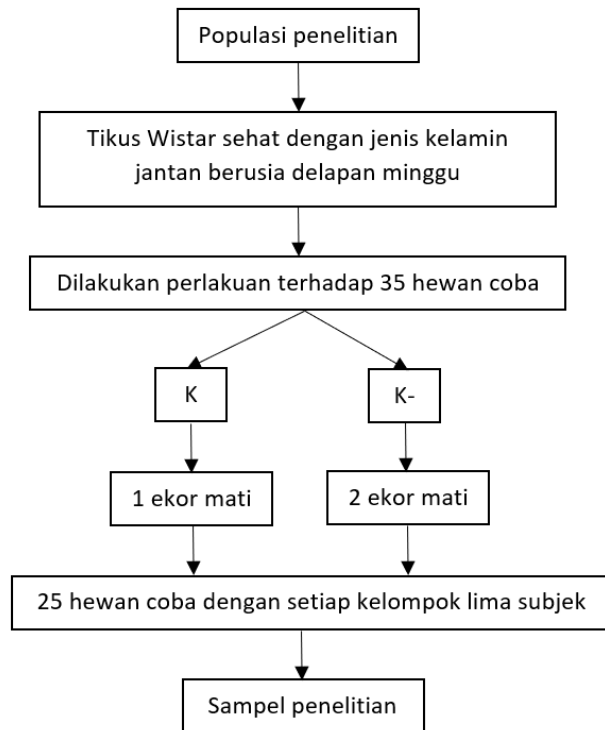 Populasi penelitian
Tikus Wistar sehat dengan jenis kelamin
jantan berusia delapan minggu
Dilakukan perlakuan terhadap 35 hewan coba
K
K-
1 ekor mati
2 ekor mati
25 hewan coba dengan setiap kelompok lima subjek
Sampel penelitian